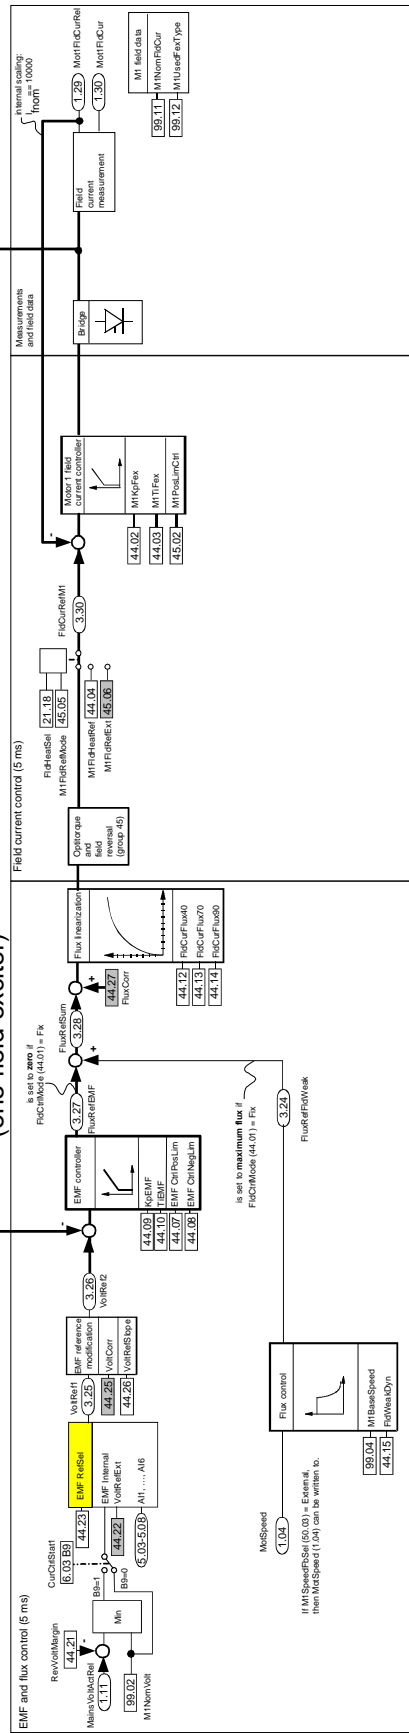 (one field exciter)
EMF and flux control (5 ms)
RevVoltMargin
44.21
MainsVoltActRel
1.11
-
99.02
M1NomVolt
Min
CurCtrlStat1
6.03 B9
B9=1
B9=0
44.23
EMF RefSel
EMF Internal
VoltRefExt
44.22
AI1, ..., AI6
(5.03-5.08)
VoltRef1
3.25
EMF reference
modification
44.25
VoltCorr
44.26
VoltRefSlope
3.26
VoltRef2
-
EMF controller
44.09
KpEMF
44.10
TiEMF
44.07
EMF CtrlPosLim
44.08
EMF CtrlNegLim
is set to zero if
FldCtrlMode (44.01) = Fix
3.27
FluxRefEMF
FluxRefSum
3.28
+
+
44.27
FluxCorr
Flux linearization
44.12
FldCurFlux40
44.13
FldCurFlux70
44.14
FldCurFlux90
MotSpeed
1.04
If M1SpeedFbSel (50.03) = External,
then MotSpeed (1.04) can be written to.
Flux control
99.04
M1BaseSpeed
44.15
FldWeakDyn
is set to maximum flux if
FldCtrlMode (44.01) = Fix
3.24
FluxRefFldWeak
Field current control (5 ms)
Optitorque
and
field
reversal
(group 45)
FldHeatSel
21.18
M1FldRefMode
45.05
M1FldHeatRef
44.04
M1FldRefExt
45.06
FldCurRefM1
3.30
-
Motor 1 field
current controller
44.02
M1KpFex
44.03
M1TiFex
45.02
M1PosLimCtrl
Measurements
and field data
Bridge
Field
current
measurement
internal scaling:
I fnom == 10000
1.29
Mot1FldCurRel
1.30
Mot1FldCur
M1 field data
99.11
M1NomFldCur
99.12
M1UsedFexType